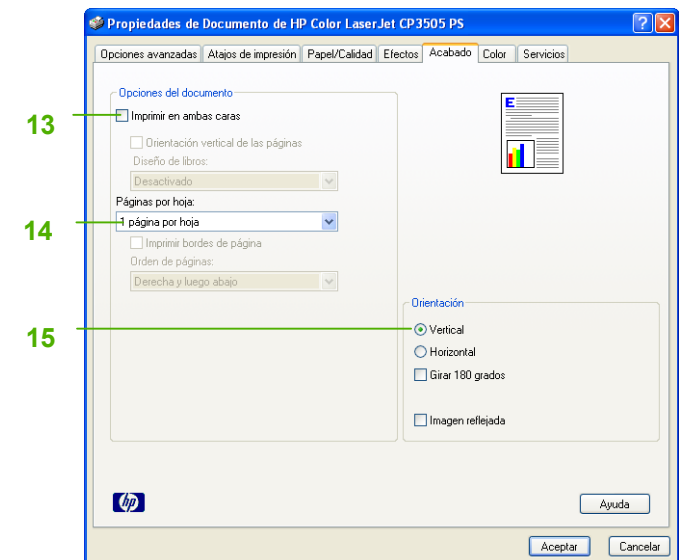 Propiedades de Documento de HP Color LaserJet CP3505 PS
Opciones avanzadas Atajos de impresión Papel/Calidad Efectos Acabado Color Servicios
Opciones del documento
13
Imprimir en ambas caras
Orientación vertical de las páginas
Diseño de libros:
Desactivado
Páginas por hoja:
14
1 página por hoja
Imprimir bordes de página
Orden de páginas:
Derecha y luego abajo
E
Orientación
15
Vertical
Horizontal
Girar 180 grados
Imagen reflejada
hp
Ayuda
Aceptar Cancelar